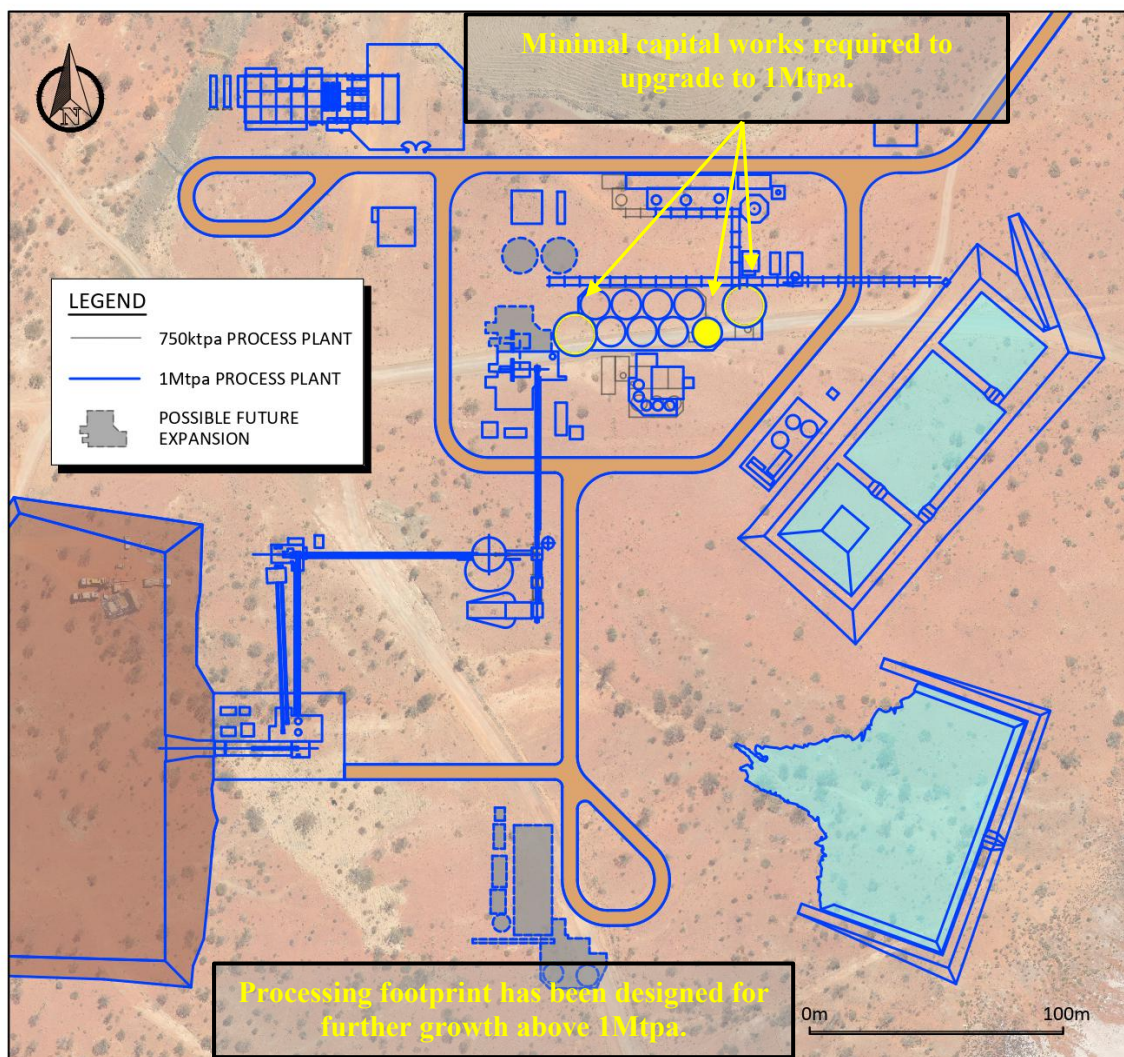 Minimal capital works required to
upgrade to 1Mtpa.
N
LEGEND
750ktpa PROCESS PLANT
1Mtpa PROCESS PLANT
POSSIBLE FUTURE
EXPANSION
Processing footprint has been designed for
further growth above 1Mtpa.
0m 100m